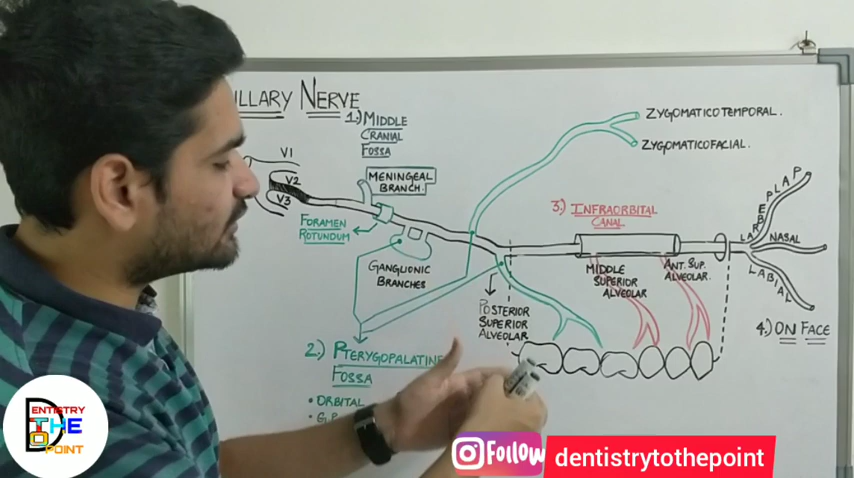 ILLARY NERVE
1.) MIDDLE
CRANIAL
FOSSA
V1
V2
V3
MENINGEAL
BRANCH.
FORAMEN
ROTUNDUM
GANGLIONIC
BRANCHES
ZYGOMATICOTEMPORAL.
ZYGOMATICOFACIAL.
3.) INFRAORBITAL
CANAL
MIDDLE
SUPERIOR
ALVEOLAR
ANT. SUP.
ALVEOLAR.
POSTERIOR
SUPERIOR
ALVEOLAR
PALPEBRAL
NASAL
LABIAL
4.) ON FACE
2.) PTERYGOPALATINE
FOSSA
• ORBITAL
DENTISTRY
THE
TO
POINT
Follow
dentistrytothepoint